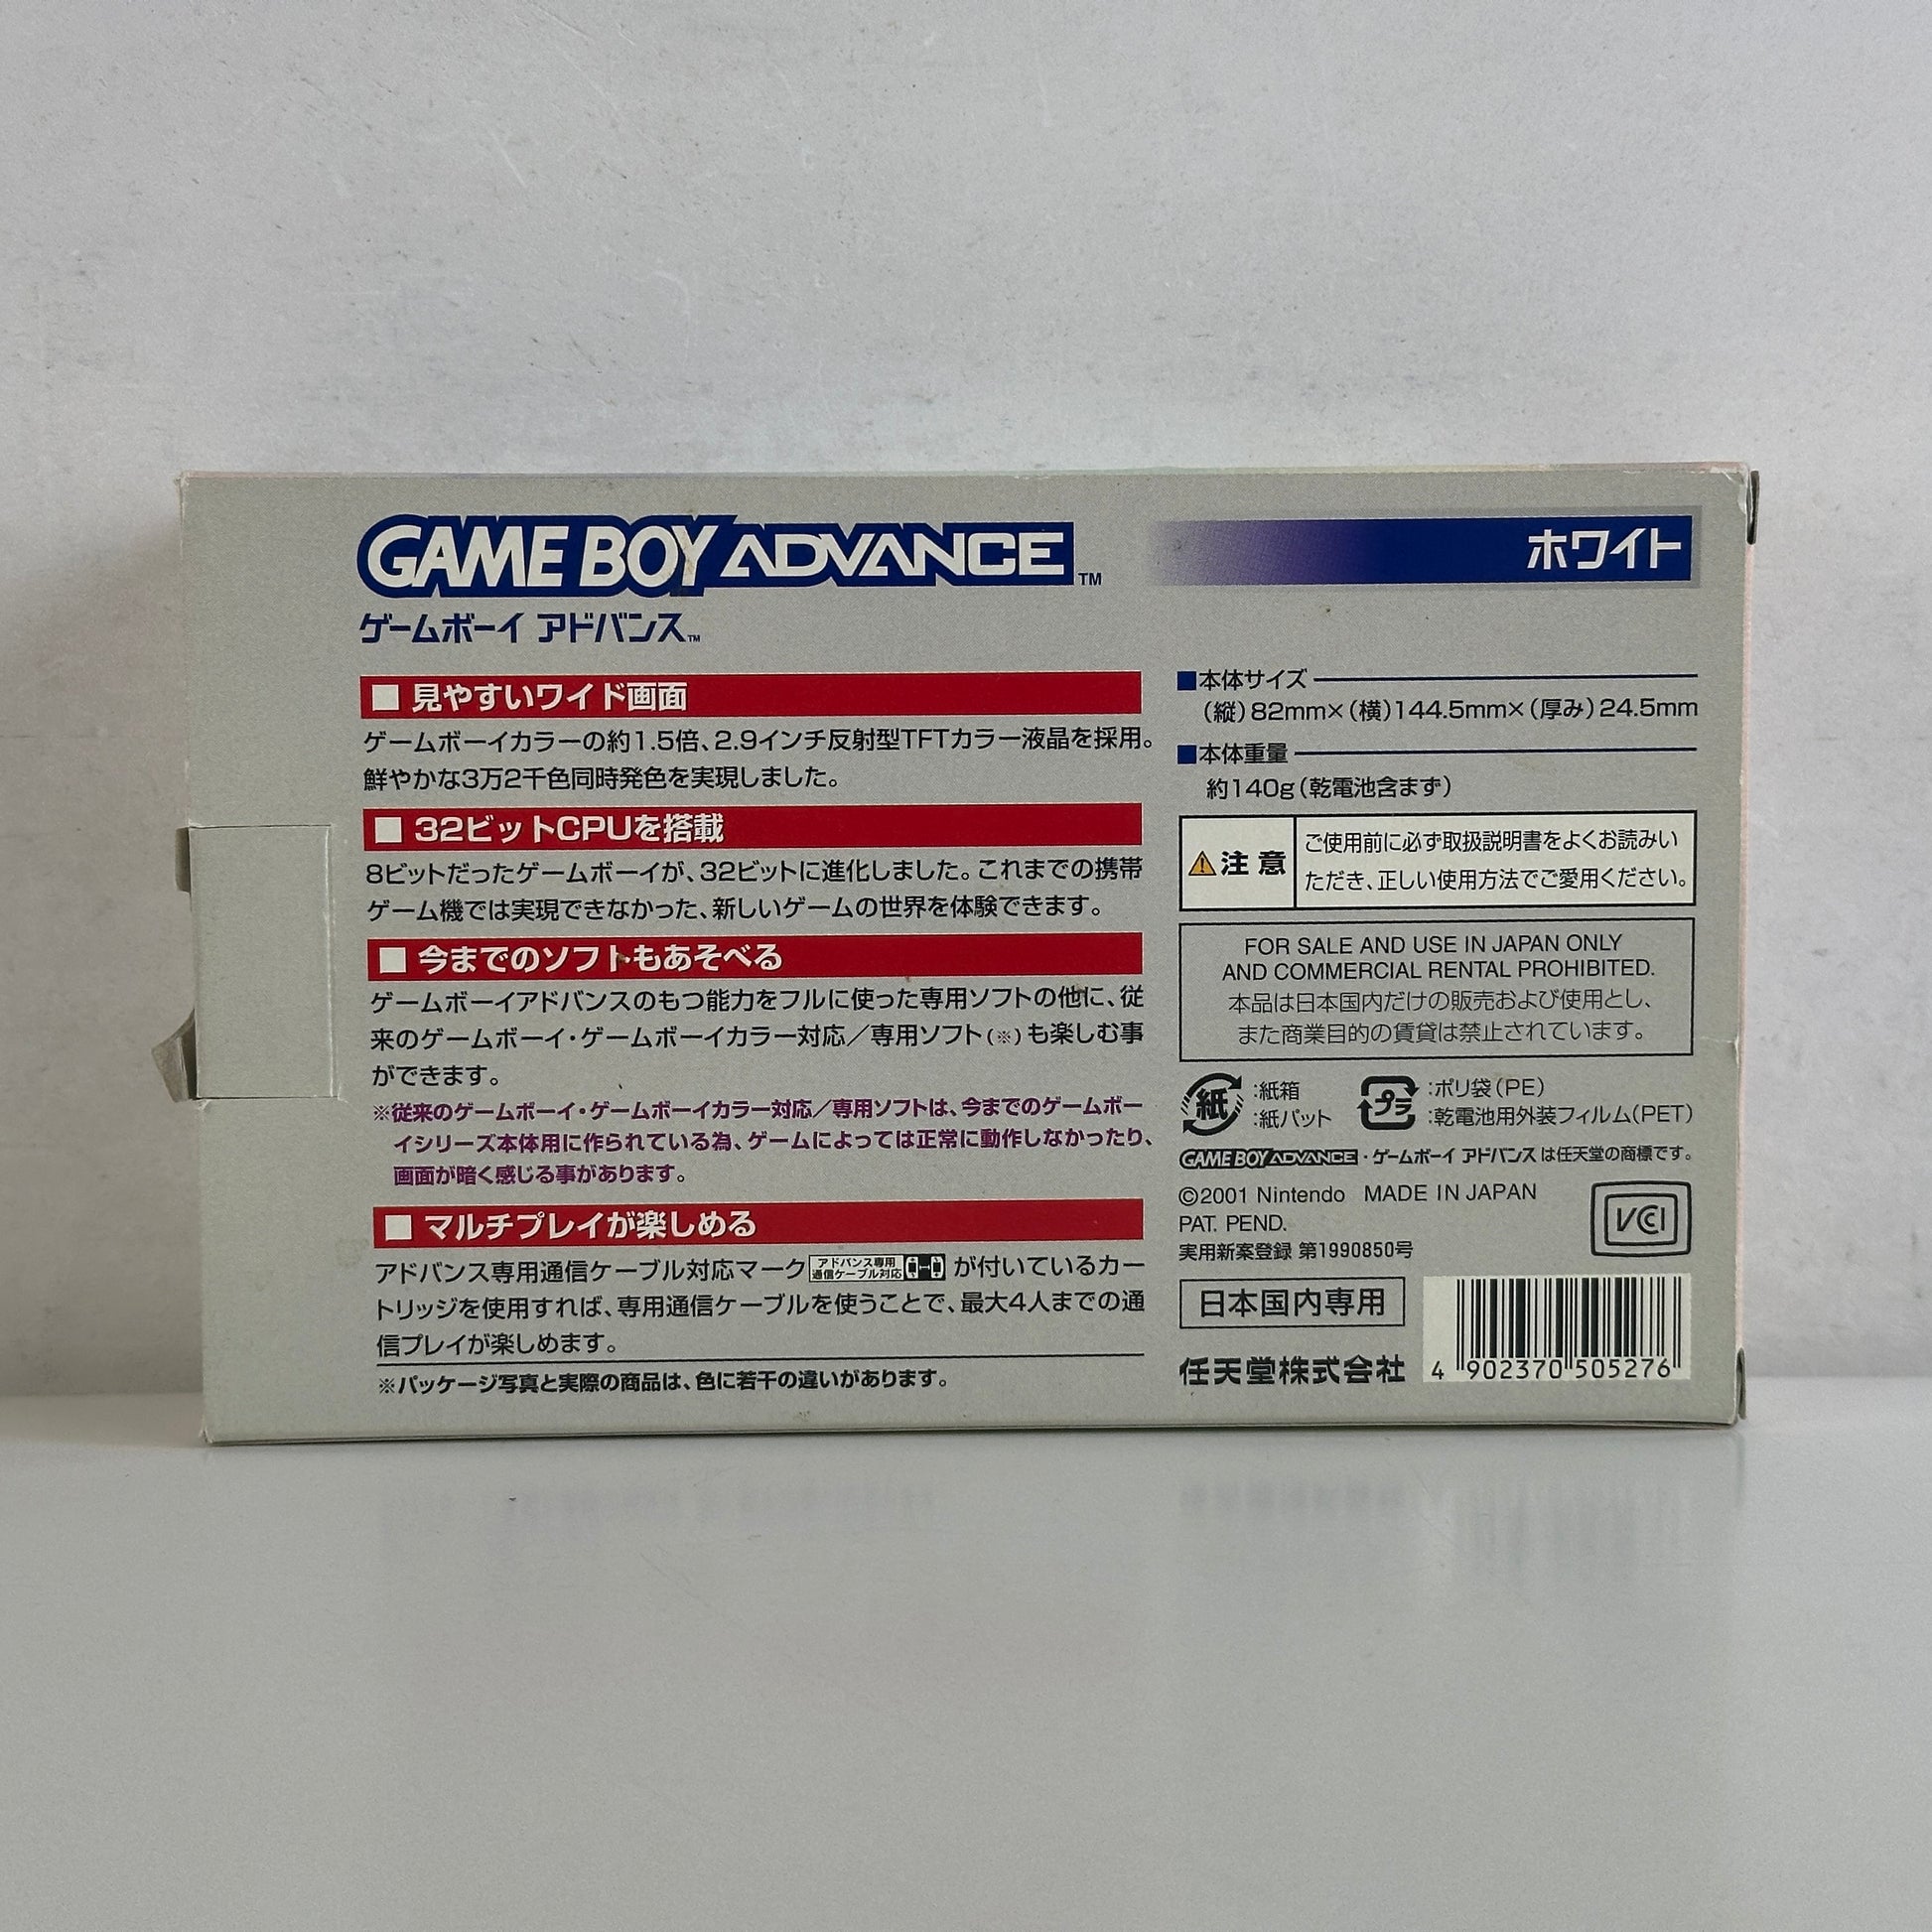 GAME BOY ADVANCE™
ゲームボーイ アドバンス™
■ 見やすいワイド画面
ゲームボーイカラーの約1.5倍、2.9インチ反射型TFTカラー液晶を採用。
鮮やかな3万2千色同時発色を実現しました。
■ 32ビットCPUを搭載
8ビットだったゲームボーイが、32ビットに進化しました。これまでの携帯
ゲーム機では実現できなかった、新しいゲームの世界を体験できます。
■ 今までのソフトもあそべる
ゲームボーイアドバンスのもつ能力をフルに使った専用ソフトの他に、従
来のゲームボーイ・ゲームボーイカラー対応／専用ソフト(※)も楽しむ事
ができます。
※従来のゲームボーイ・ゲームボーイカラー対応／専用ソフトは、今までのゲームボー
イシリーズ本体用に作られている為、ゲームによっては正常に動作しなかったり、
画面が暗く感じる事があります。
■ マルチプレイが楽しめる
アドバンス専用通信ケーブル対応マーク アドバンス専用 通信ケーブル対応 が付いているカー
トリッジを使用すれば、専用通信ケーブルを使うことで、最大4人までの通
信プレイが楽しめます。
※パッケージ写真と実際の商品は、色に若干の違いがあります。
ホワイト
■本体サイズ
(縦)82mm×(横)144.5mm×(厚み)24.5mm
■本体重量
約140g(乾電池含まず)
⚠注意
ご使用前に必ず取扱説明書をよくお読みい
ただき、正しい使用方法でご愛用ください。
FOR SALE AND USE IN JAPAN ONLY
AND COMMERCIAL RENTAL PROHIBITED.
本品は日本国内だけの販売および使用とし、
また商業目的の賃貸は禁止されています。
紙 :紙箱
:紙パット
プラ :ポリ袋(PE)
:乾電池用外装フィルム(PET)
GAME BOY ADVANCE・ゲームボーイ アドバンスは任天堂の商標です。
©2001 Nintendo MADE IN JAPAN
PAT. PEND.
実用新案登録 第1990850号
VCI
日本国内専用
任天堂株式会社
4 902370 505276